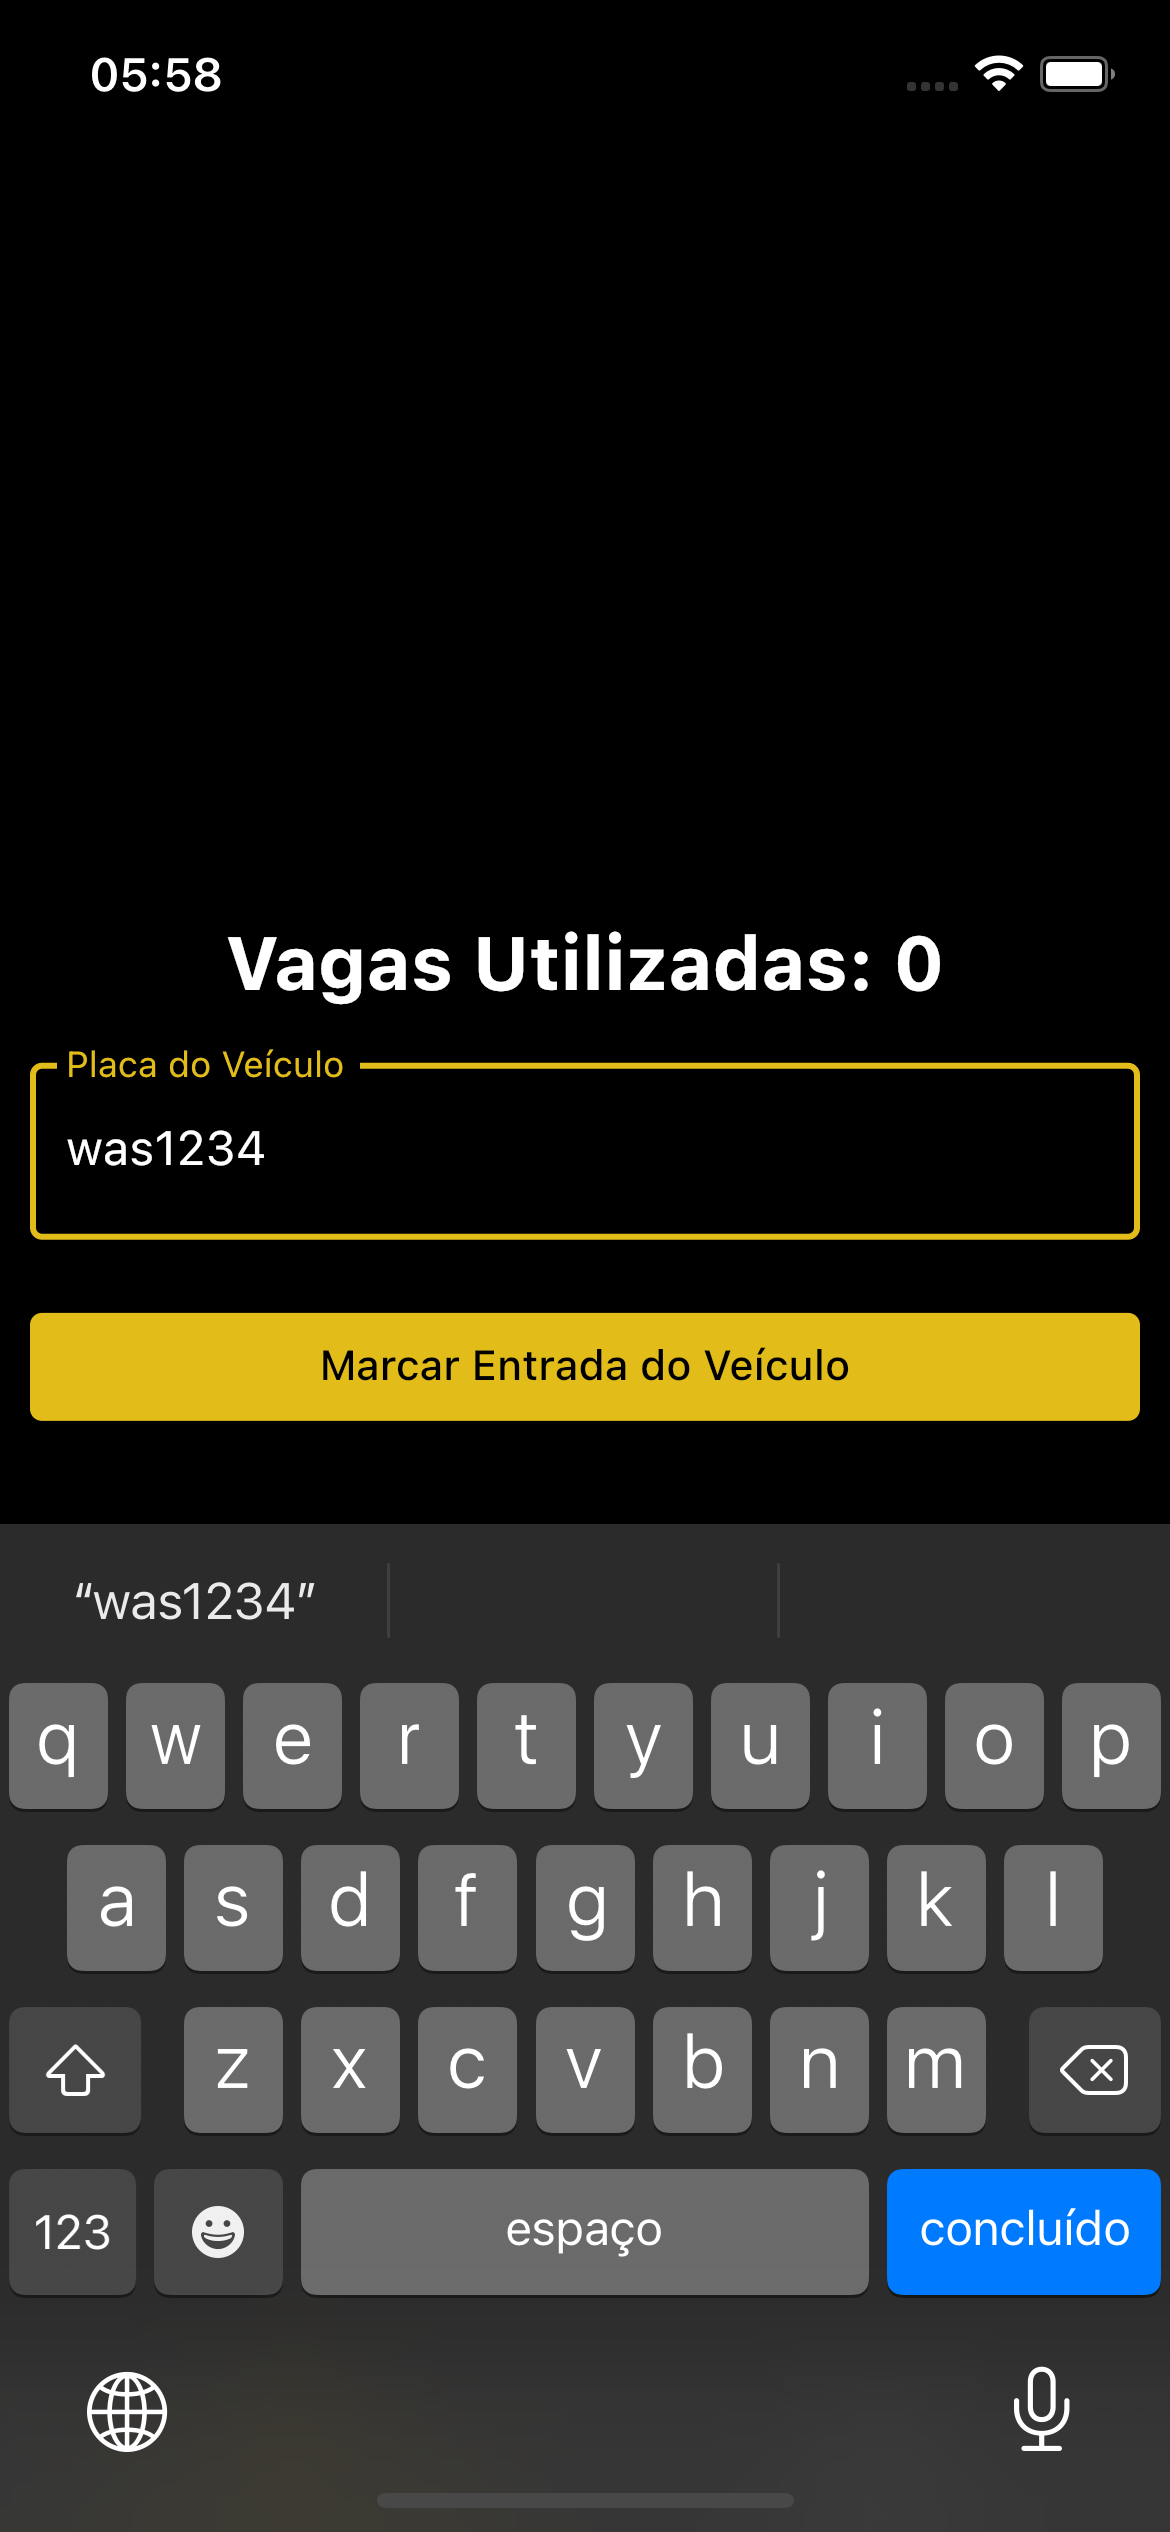 05:58
Vagas Utilizadas: 0
Placa do Veículo
was1234
Marcar Entrada do Veículo
“was1234”
q w e r t y u i o p
a s d f g h j k l
z x c v b n m
123 espaço concluído